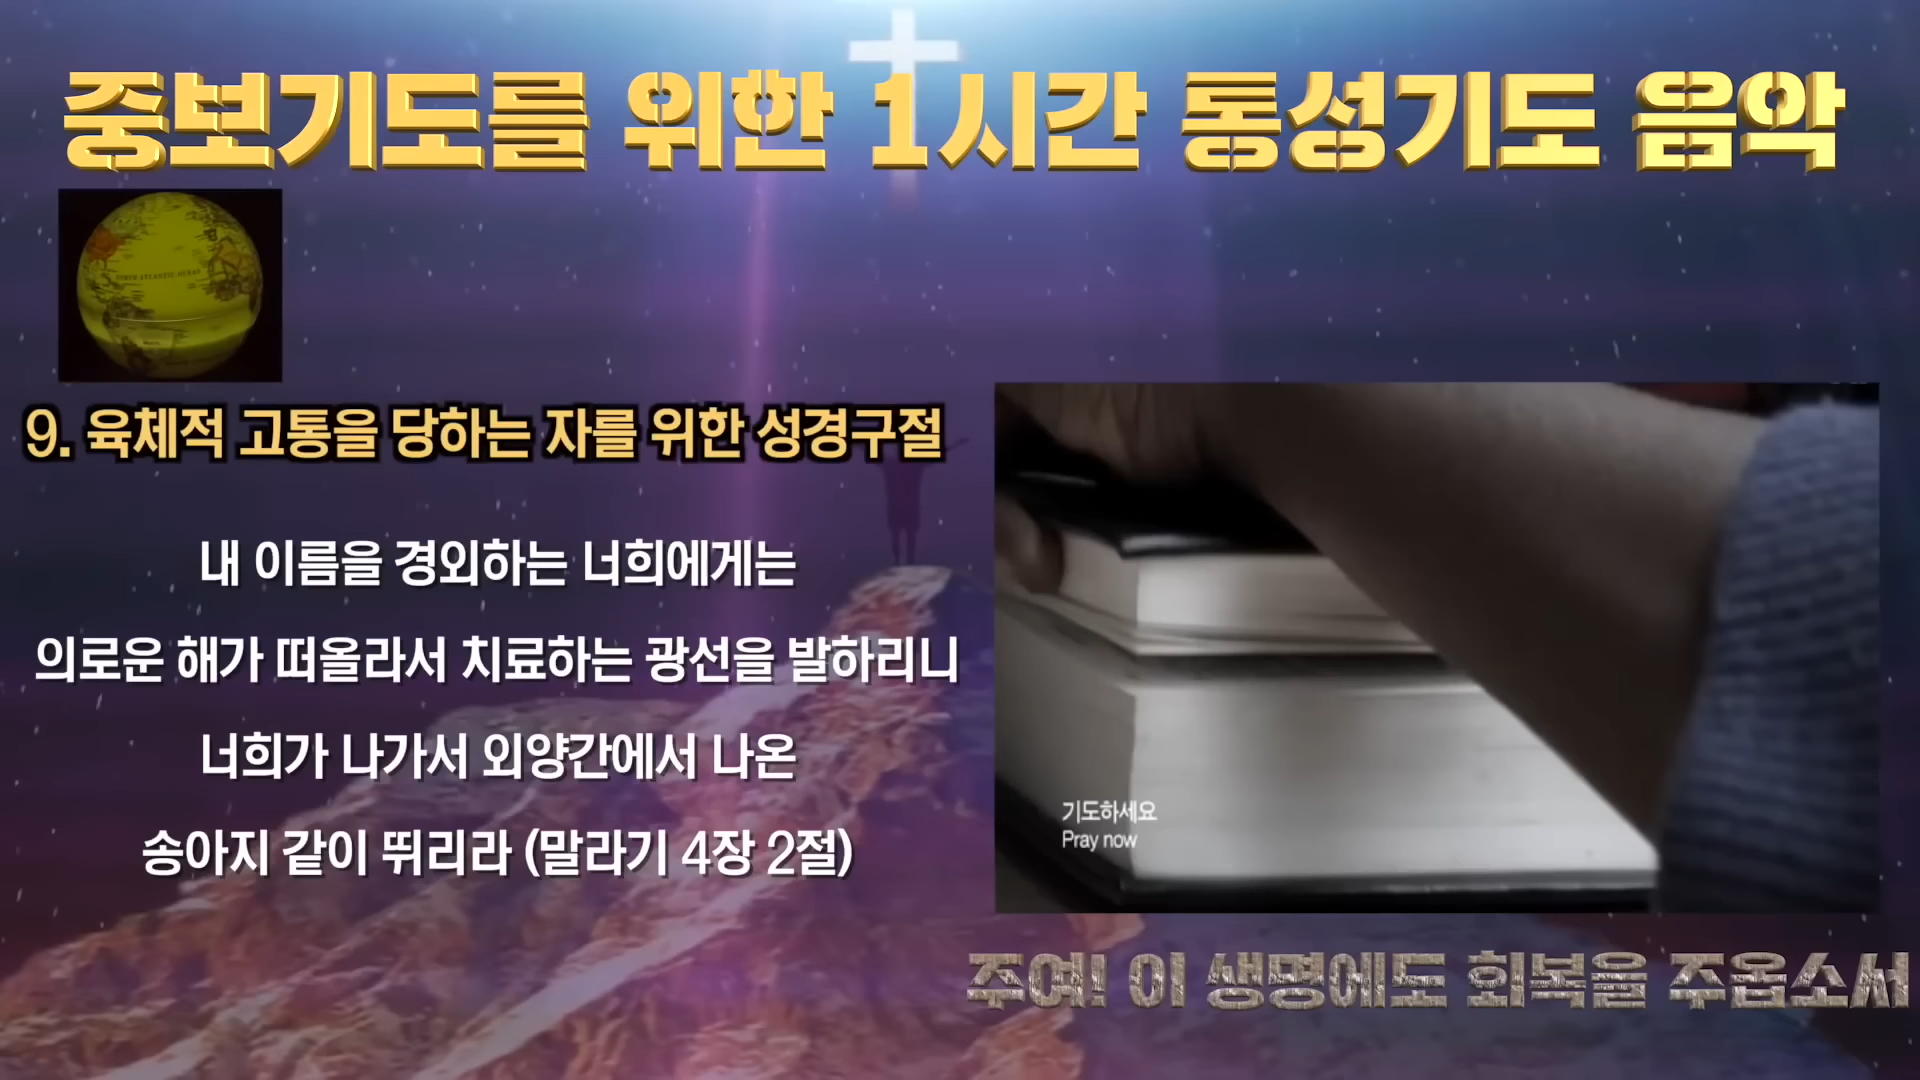 중보기도를 위한 1시간 통성기도 음악
NORTH ATLANTIC OCEAN
9. 육체적 고통을 당하는 자를 위한 성경구절
내 이름을 경외하는 너희에게는
의로운 해가 떠올라서 치료하는 광선을 발하리니
너희가 나가서 외양간에서 나온
송아지 같이 뛰리라 (말라기 4장 2절)
기도하세요
Pray now
주여! 이 생명에도 회복을 주옵소서